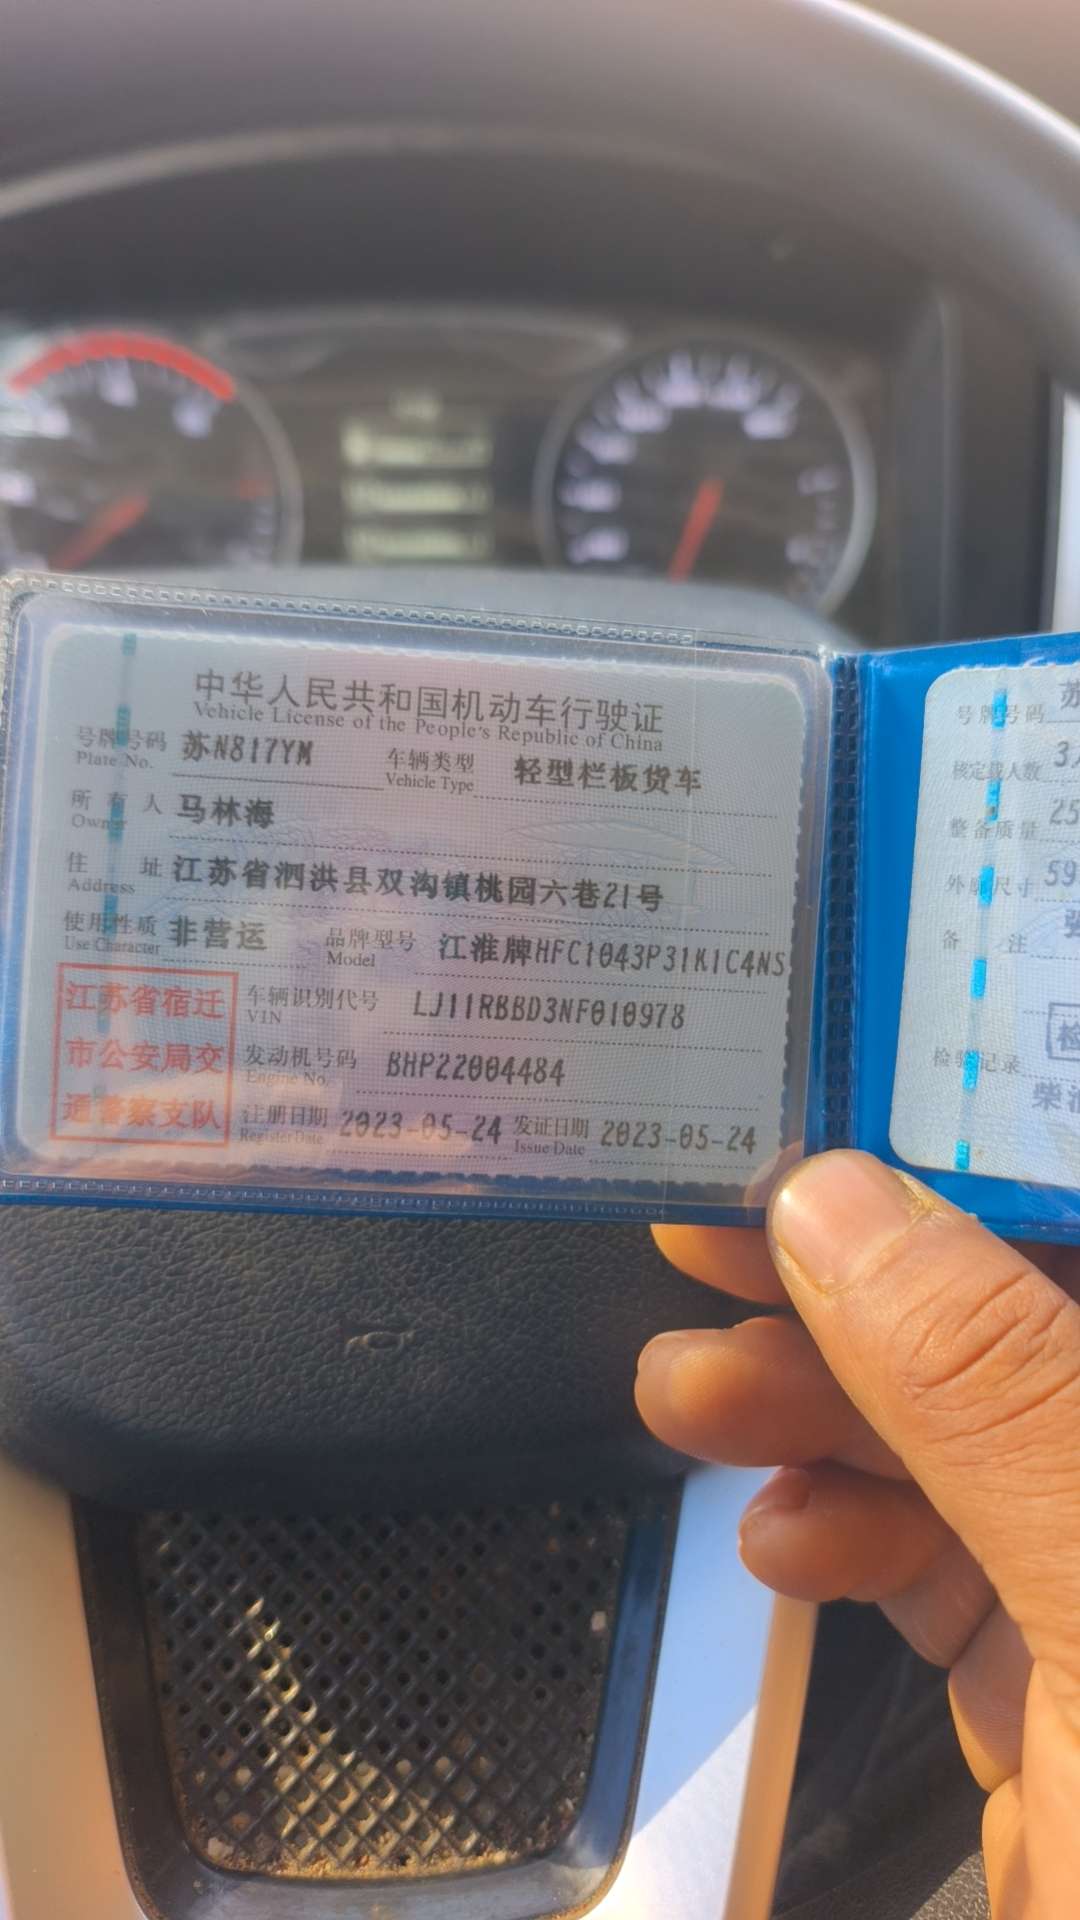 中华人民共和国机动车行驶证
Vehicle License of the People's Republic of China
号牌号码 苏N817YM 车辆类型 轻型栏板货车
Plate No. Vehicle Type
所有人 马林海
Owner
住址 江苏省泗洪县双沟镇桃园六巷21号
Address
使用性质 非营运 品牌型号 江淮牌HFC1043P31K1C4NS
Use Character Model
江苏省宿迁
市公安局交
通警察支队
车辆识别代号 LJ11RBBD3NF010978
VIN
发动机号码 BHP22004484
Engine No.
注册日期 2023-05-24 发证日期 2023-05-24
Register Date Issue Date
号牌号码 苏
核定载人数 3
整备质量 25
外廓尺寸 59
备注
检验记录
柴